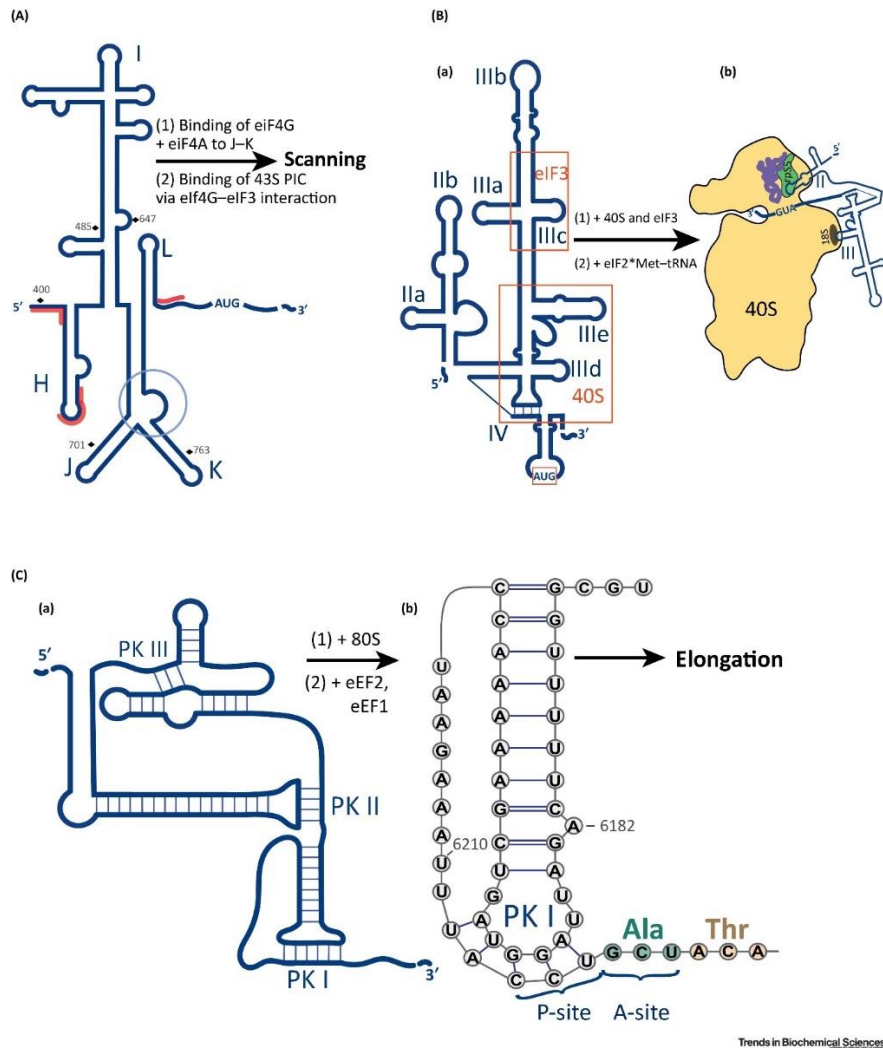 (A)
I
(1) Binding of eiF4G
+ eiF4A to J–K
Scanning
(2) Binding of 43S PIC
via eIf4G–eIF3 interaction
485
647
L
400
5′
AUG
3′
H
701
763
J
K
(B)
(a)
IIIb
eIF3
IIb
IIIa
IIIc
IIa
IIIe
5′
IIId
40S
IV
3′
AUG
(1) + 40S and eIF3
(2) + eIF2*Met–tRNA
(b)
5′
rps5
II
3′
GUA
18S
III
40S
(C)
(a)
5′
PK III
PK II
PK I
3′
(1) + 80S
(2) + eEF2,
eEF1
(b)
C G C G U
C G
A U
A U
A U
A U
A U
G C
A
6182
C G
U A
U
A
A
G
A
A
A
U
U
6210
U
A
C
C
U
G
A
U
G
G
A
U
U
PK I
Ala
Thr
G C U A C A
P-site
A-site
Elongation
Trends in Biochemical Sciences